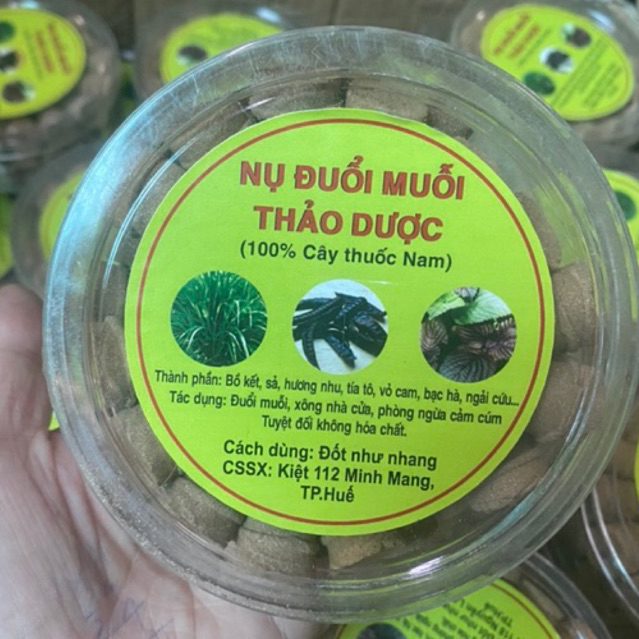 NỤ ĐUỔI MUỖI
THẢO DƯỢC
(100% Cây thuốc Nam)
Thành phần: Bồ kết, sả, hương nhu, tía tô, vỏ cam, bạc hà, ngải cứu...
Tác dụng: Đuổi muỗi, xông nhà cửa, phòng ngừa cảm cúm
Tuyệt đối không hóa chất.
Cách dùng: Đốt như nhang
CSSX: Kiệt 112 Minh Mang,
TP.Huế